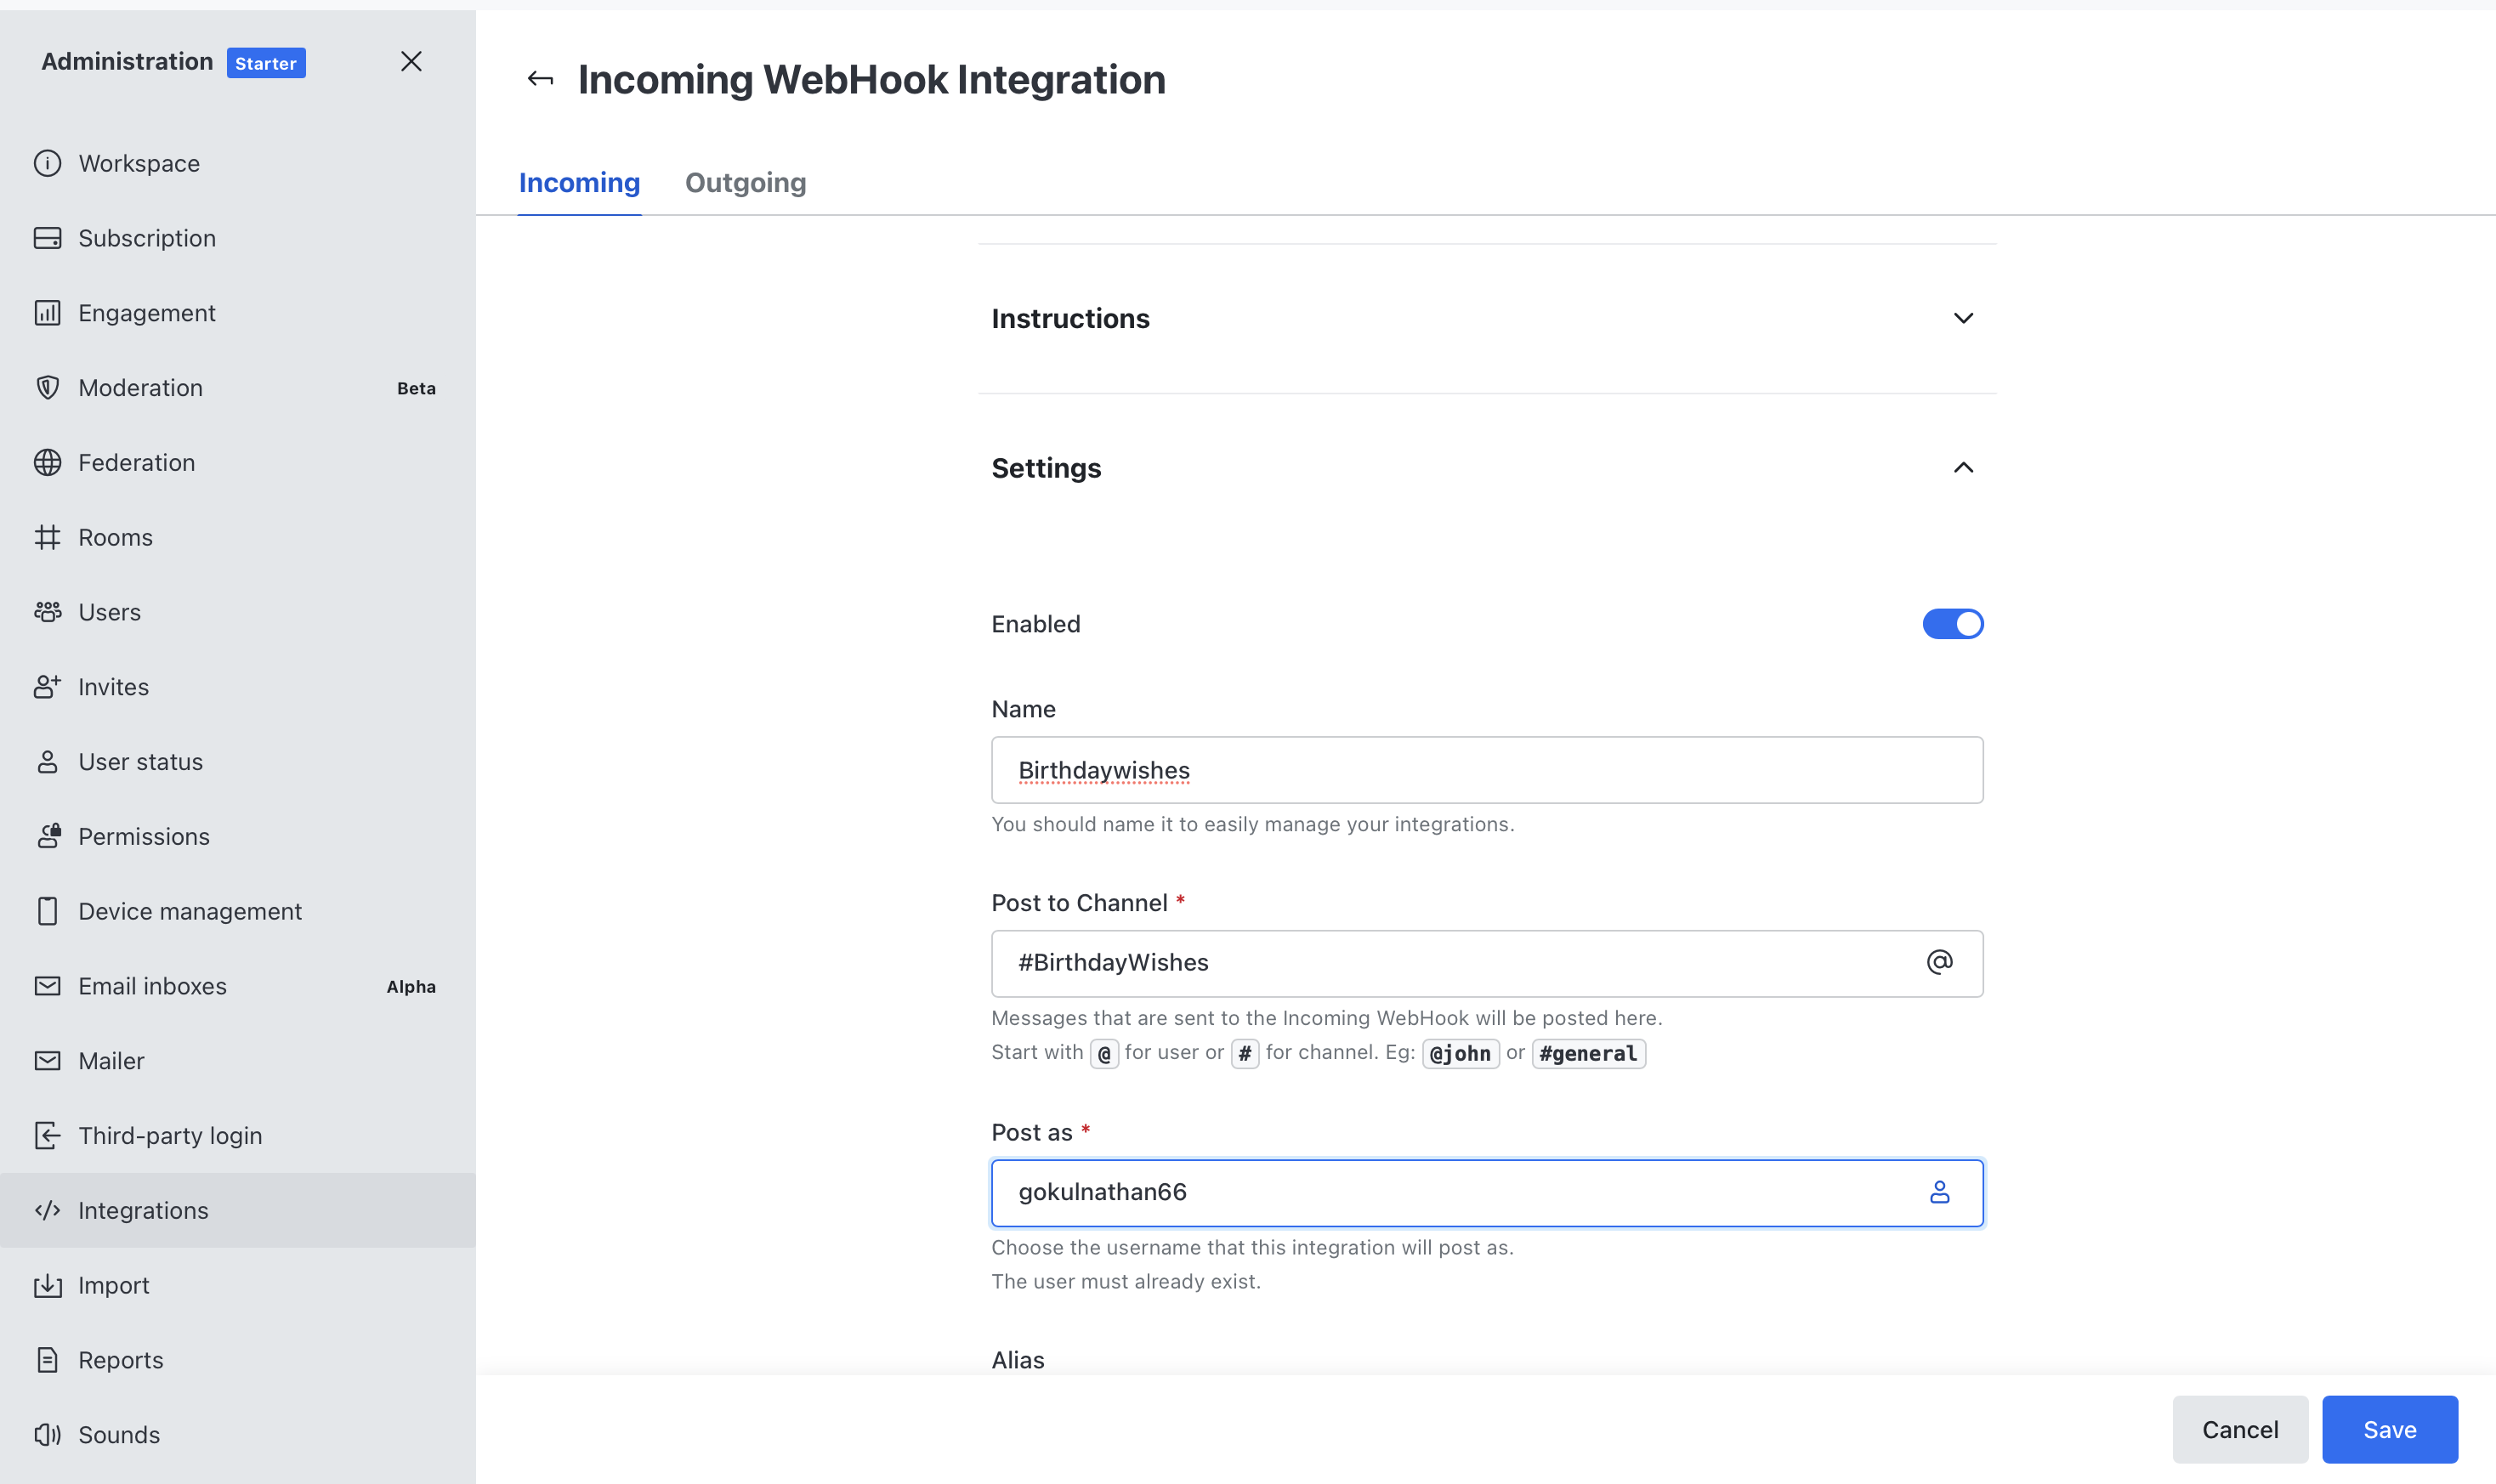 Administration Starter
Workspace
Subscription
Engagement
Moderation Beta
Federation
Rooms
Users
Invites
User status
Permissions
Device management
Email inboxes Alpha
Mailer
Third-party login
Integrations
Import
Reports
Sounds
Incoming WebHook Integration
Incoming Outgoing
Instructions
Settings
Enabled
Name
Birthdaywishes
You should name it to easily manage your integrations.
Post to Channel *
#BirthdayWishes
Messages that are sent to the Incoming WebHook will be posted here.
Start with @ for user or # for channel. Eg: @john or #general
Post as *
gokulnathan66
Choose the username that this integration will post as.
The user must already exist.
Alias
Cancel Save